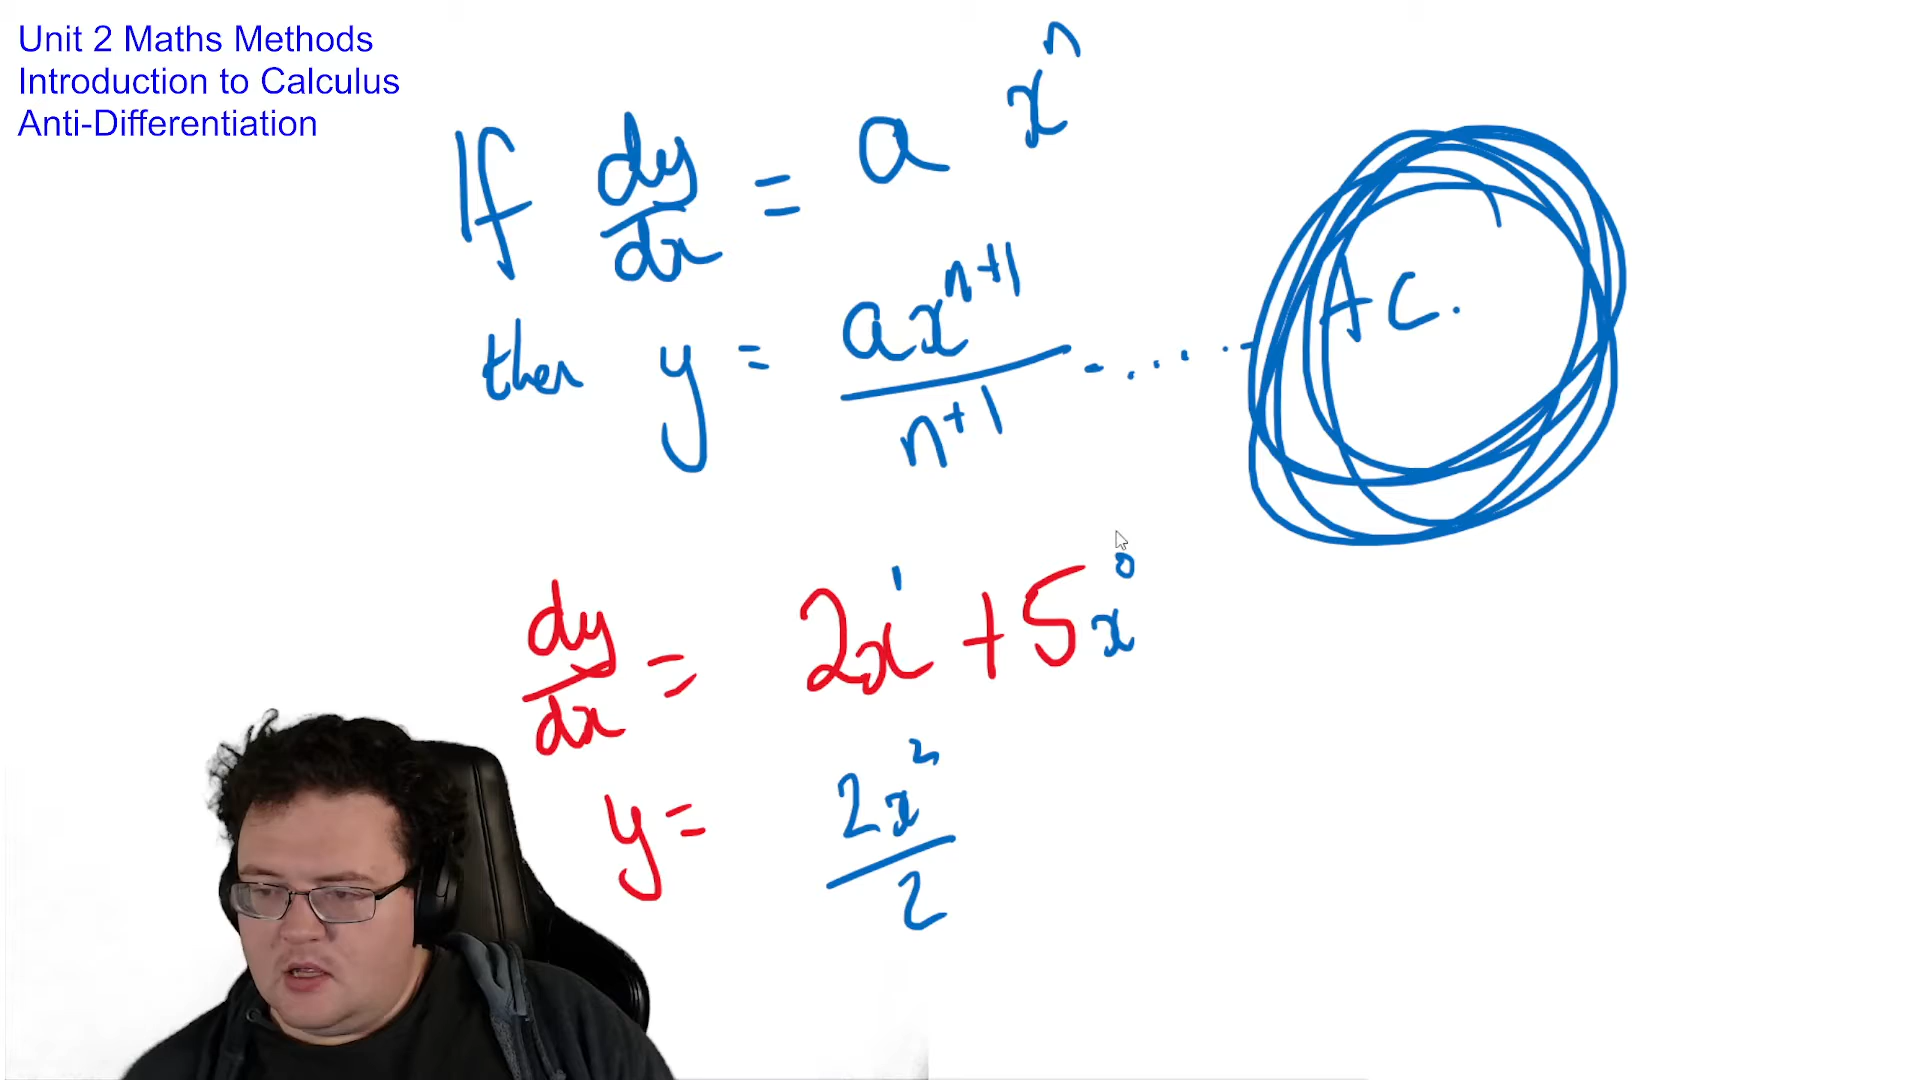 Unit 2 Maths Methods
Introduction to Calculus
Anti-Differentiation
If dy/dx = a x^n
then y = ax^(n+1)/(n+1) ...... + C.
dy/dx = 2x^1 + 5x^0
y = 2x^2/2